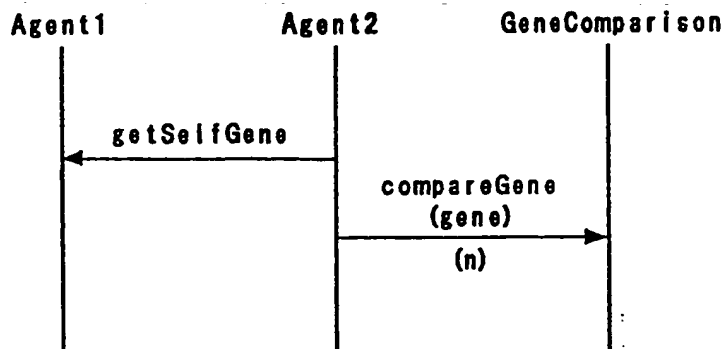 Agent1 Agent2 GeneComparison
getSelfGene
compareGene
(gene)
(n)